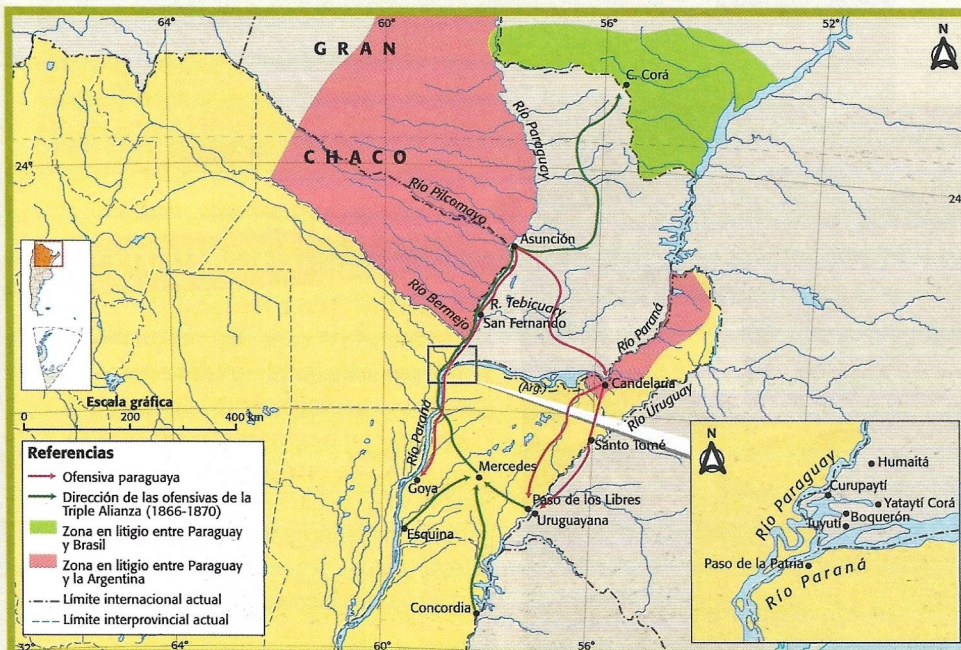 64°
60°
56°
52°
N
GRAN
CHACO
C. Corá
Río Paraguay
24°
24
Río Pilcomayo
Asunción
Río Bermejo
R. Tebicuary
San Fernando
Río Paraná
(Arg.)
Candelaria
Río Uruguay
Santo Tomé
Río Paraná
Goya
Mercedes
Paso de los Libres
Uruguayana
Esquina
Concordia
Escala gráfica
0 200 400 km
Referencias
Ofensiva paraguaya
Dirección de las ofensivas de la
Triple Alianza (1866-1870)
Zona en litigio entre Paraguay
y Brasil
Zona en litigio entre Paraguay
y la Argentina
Límite internacional actual
Límite interprovincial actual
32°
64°
60°
56°
N
Río Paraguay
Humaitá
Curupaytí
Yataytí Corá
Boquerón
Tuyutí
Paso de la Patria
Río Paraná